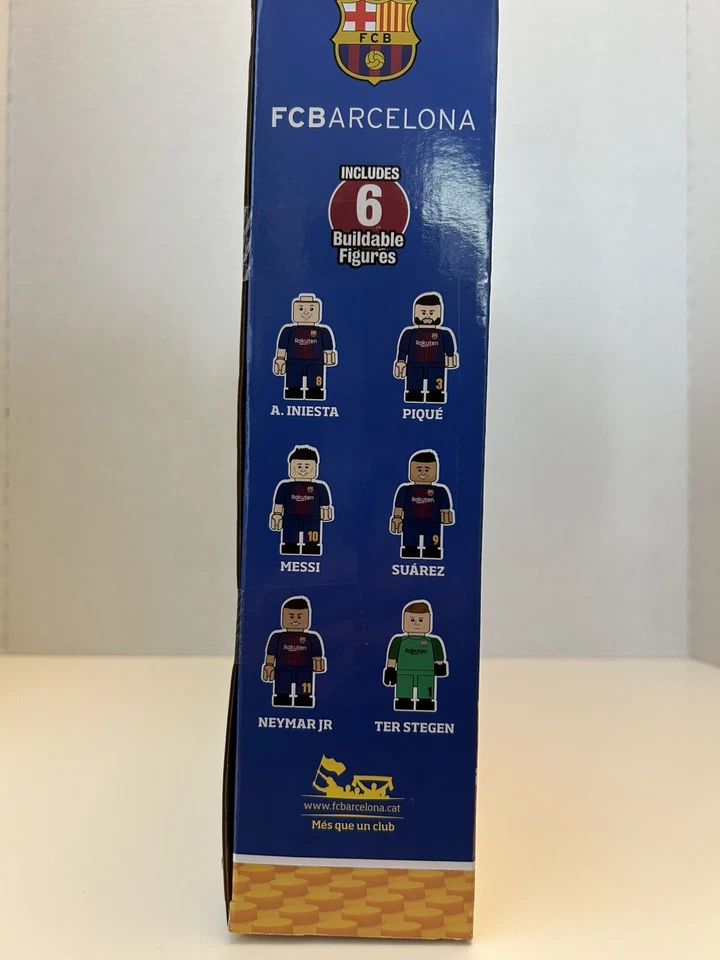 FCB
FCBARCELONA
INCLUDES
6
Buildable
Figures
Rakuten
8
A. INIESTA
Rakuten
3
PIQUÉ
Rakuten
10
MESSI
Rakuten
9
SUÁREZ
Rakuten
11
NEYMAR JR
Rakuten
1
TER STEGEN
www.fcbarcelona.cat
Més que un club